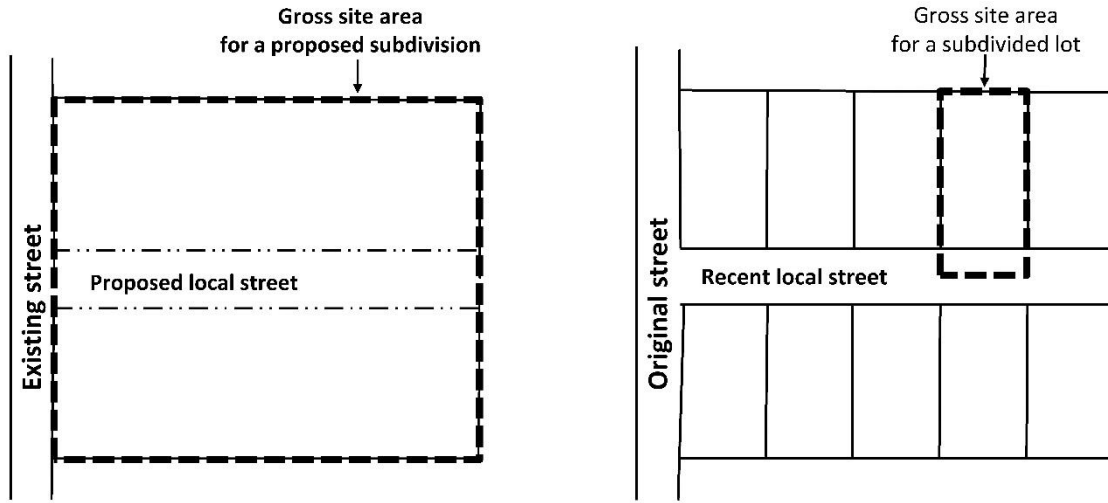 Gross site area
for a proposed subdivision
Existing street
Proposed local street
Gross site area
for a subdivided lot
Original street
Recent local street